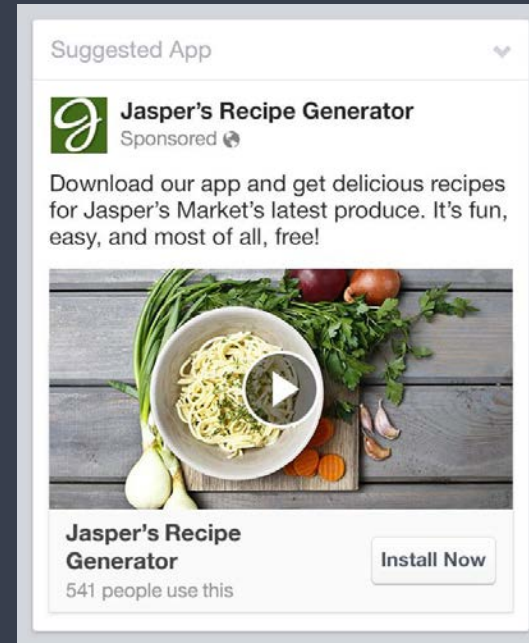 Suggested App
Jasper's Recipe Generator
Sponsored
Download our app and get delicious recipes
for Jasper's Market's latest produce. It's fun,
easy, and most of all, free!
Jasper's Recipe
Generator
541 people use this
Install Now